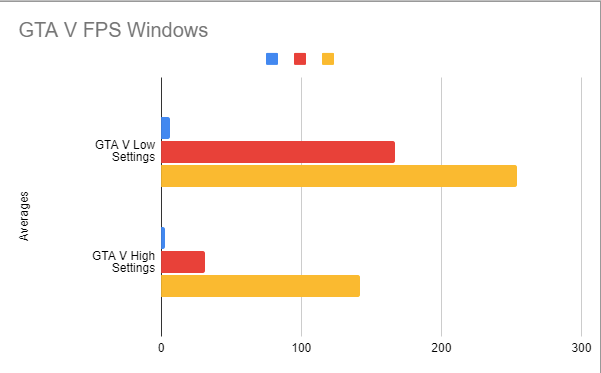 GTA V FPS Windows
GTA V Low
Settings
Averages
GTA V High
Settings
0
100
200
300